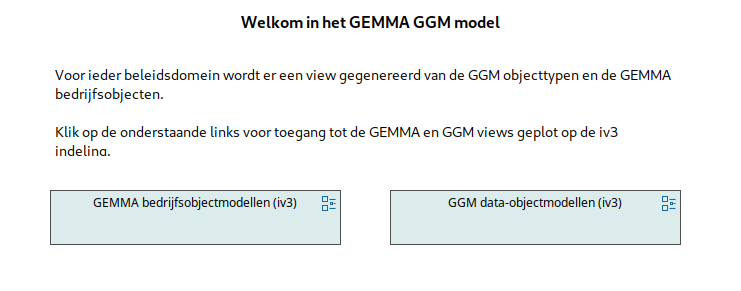 Welkom in het GEMMA GGM model
Voor ieder beleidsdomein wordt er een view gegenereerd van de GGM objecttypen en de GEMMA
bedrijfsobjecten.
Klik op de onderstaande links voor toegang tot de GEMMA en GGM views geplot op de iv3
indeling.
GEMMA bedrijfsobjectmodellen (iv3)
GGM data-objectmodellen (iv3)